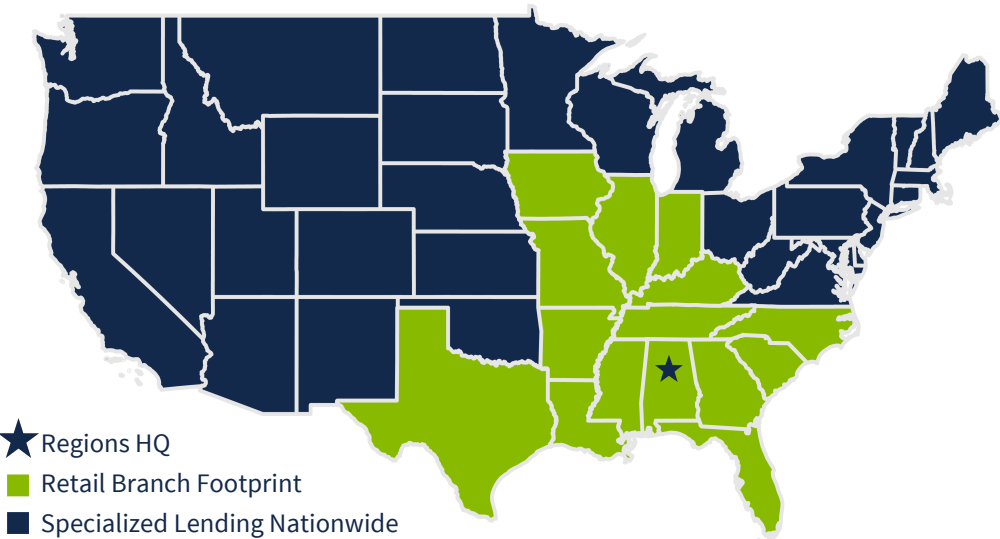 Regions HQ
Retail Branch Footprint
Specialized Lending Nationwide